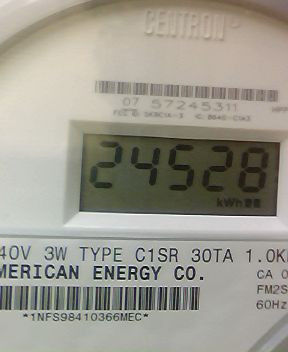 CENTRON
07 57245311
24528
kWh
40V 3W TYPE C1SR 30TA 1.0K
MERICAN ENERGY CO.
CA 0
FM2S
60Hz
*1NFS98410366MEC*